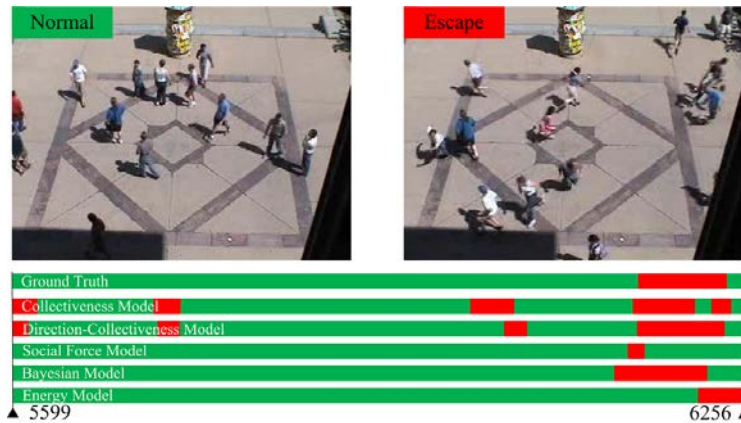 Normal
Escape
Ground Truth
Collectiveness Model
Direction-Collectiveness Model
Social Force Model
Bayesian Model
Energy Model
5599
6256